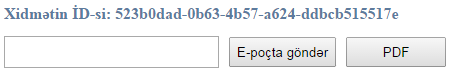 Xidmətin İD-si: 523b0dad-0b63-4b57-a624-ddbcb515517e
E-poçta göndər PDF